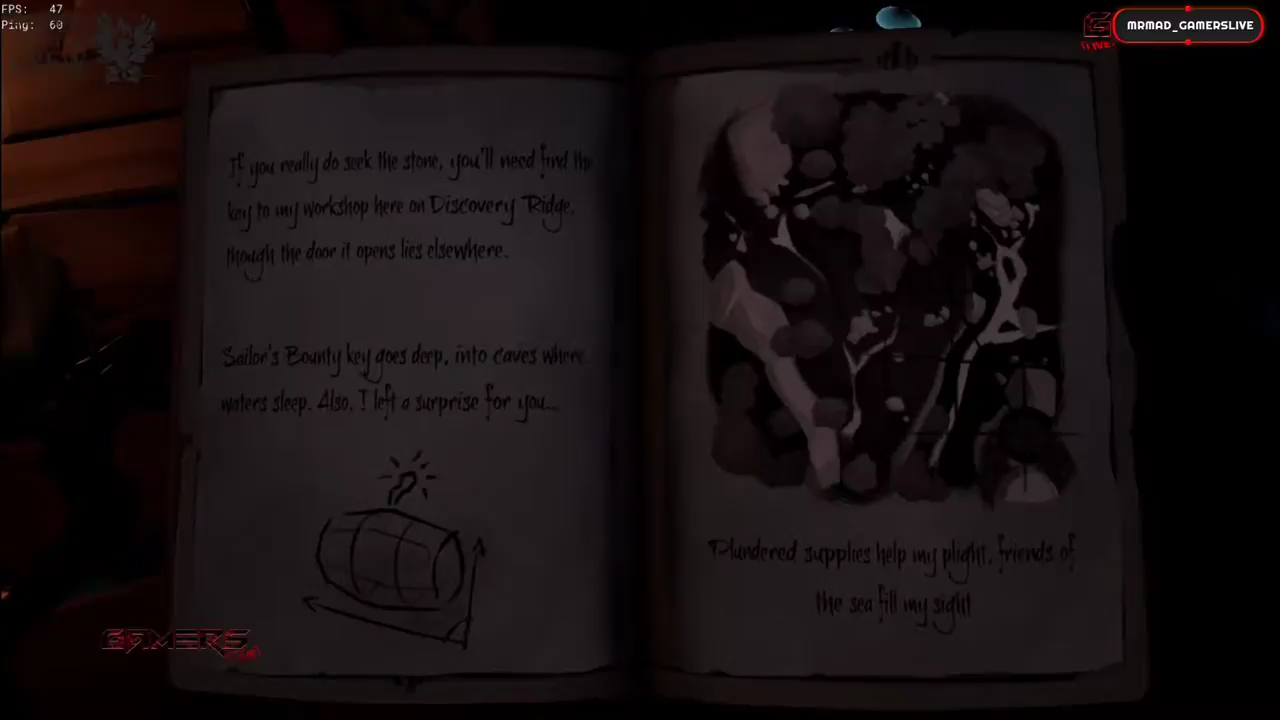 FPS: 47
Ping: 60
MRMAD_GAMERSLIVE
If you really do seek the stone, you'll need find the
key to my workshop here on Discovery Ridge,
though the door it opens lies elsewhere.
Sailor's Bounty key goes deep, into caves where
waters sleep. Also, I left a surprise for you...
Plundered supplies help my plight, friends of
the sea fill my sight
GAMERS